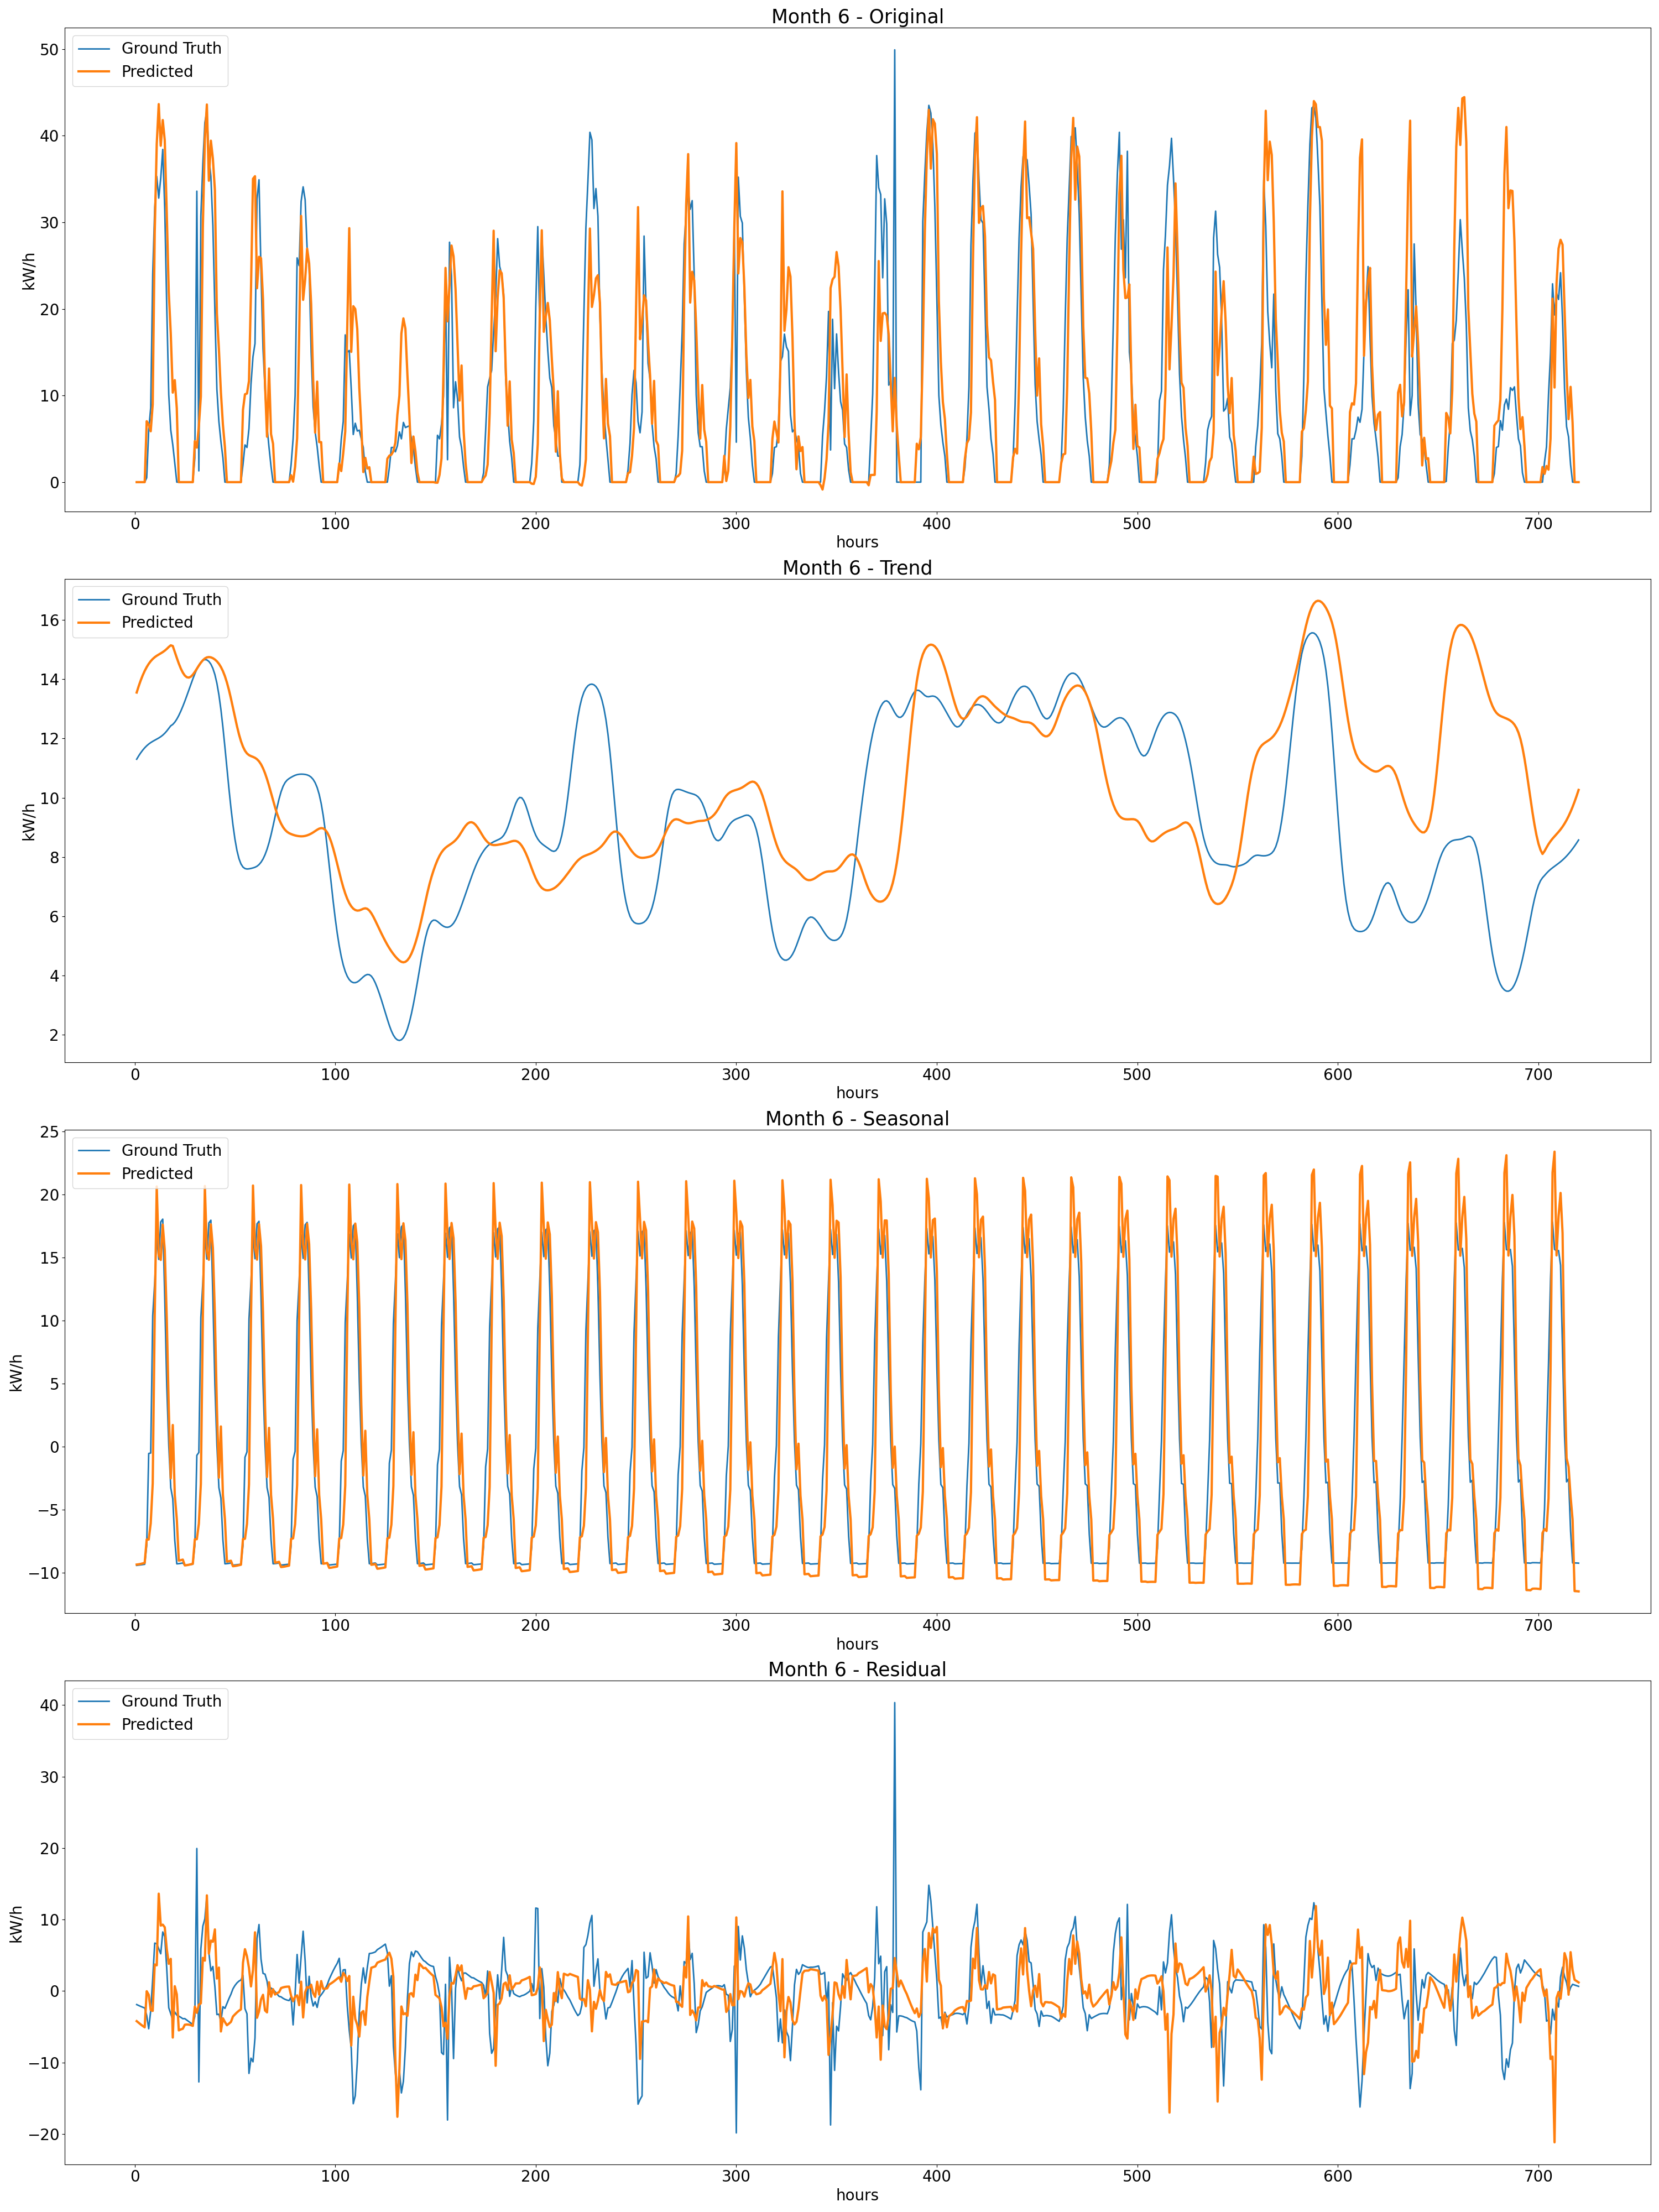 Month 6 - Original
Ground Truth
Predicted
kW/h
50
40
30
20
10
0
0 100 200 300 400 500 600 700
hours
Month 6 - Trend
Ground Truth
Predicted
kW/h
16
14
12
10
8
6
4
2
0 100 200 300 400 500 600 700
hours
Month 6 - Seasonal
Ground Truth
Predicted
kW/h
25
20
15
10
5
0
−5
−10
0 100 200 300 400 500 600 700
hours
Month 6 - Residual
Ground Truth
Predicted
kW/h
40
30
20
10
0
−10
−20
0 100 200 300 400 500 600 700
hours